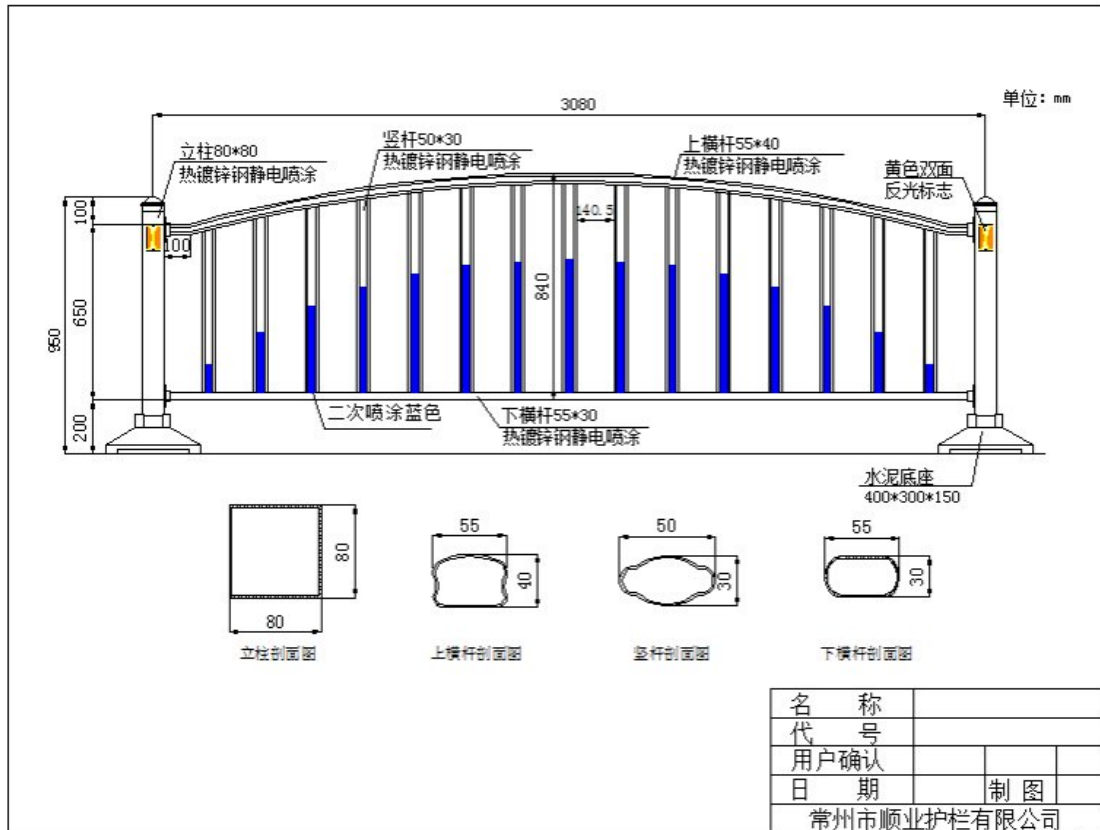 3080
单位：mm
立柱80*80
热镀锌钢静电喷涂
竖杆50*30
热镀锌钢静电喷涂
上横杆55*40
热镀锌钢静电喷涂
黄色双面
反光标志
100
100
140.5
650
840
950
200
二次喷涂蓝色
下横杆55*30
热镀锌钢静电喷涂
水泥底座
400*300*150
80
80
立柱剖面图
55
40
上横杆剖面图
50
30
竖杆剖面图
55
30
下横杆剖面图
名 称
代 号
用户确认
日 期 制图
常州市顺业护栏有限公司